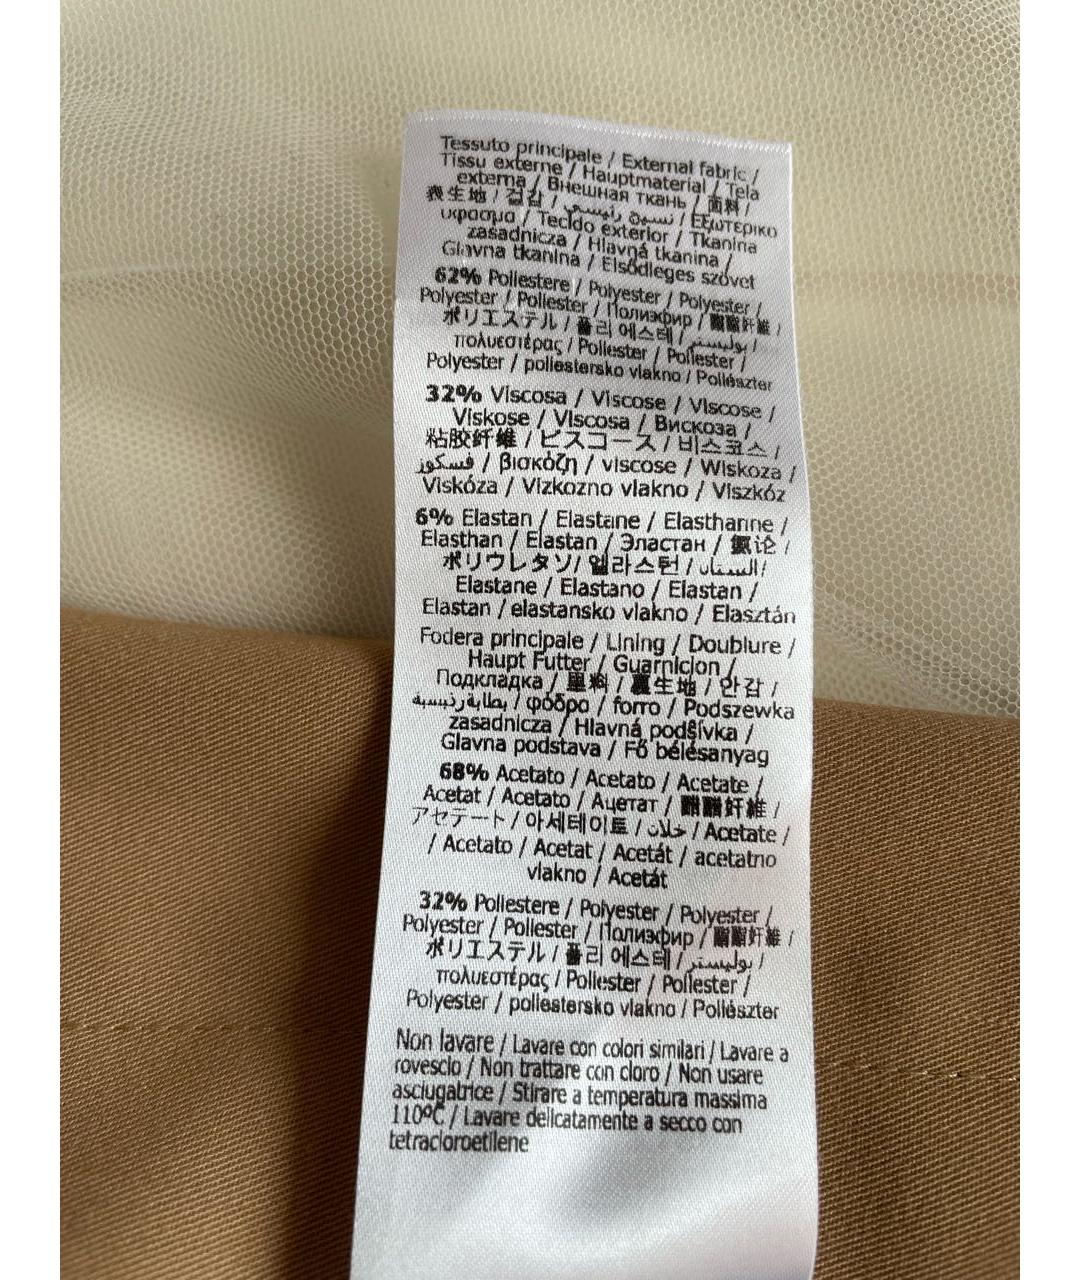 Tessuto principale / External fabric /
Tissu externe / Hauptmaterial / Tela
externa / Внешная ткань / 面料 /
表生地 / 겉감 / نسيج رئيسي / Εξωτερικο
υφρασμα / Tecido exterior / Tkanina
zasadnicza / Hlavná tkanina /
Glavna tkanina / Elsődleges szövet
62% Poliestere / Polyester / Polyester /
Polyester / Poliester / Полиэфир / 醋酯纤维 /
ポリエステル / 폴리 에스테 / بوليستر /
πολυεστέρας / Poliester / Poliester /
Polyester / poliestersko vlakno / Poliészter
32% Viscosa / Viscose / Viscose /
Viskose / Viscosa / Вискоза /
粘胶纤维 / ビスコース / 비스코스 /
فسكوز / βισκόζη / viscose / Wiskoza /
Viskóza / Vizkozno vlakno / Viszkóz
6% Elastan / Elastane / Elasthanne /
Elasthan / Elastan / Эластан / 氨论 /
ポリウレタン / 엘라스턴 /
Elastane / Elastano / Elastan /
Elastan / elastansko vlakno / Elasztán
Fodera principale / Lining / Doublure /
Haupt Futter / Guarnicion /
Подкладка / 里料 / 裏生地 / 안감 /
بطانة رئيسية / φόδρα / forro / Podszewka
zasadnicza / Hlavná podšívka /
Glavna podstava / Fő bélésanyag
68% Acetato / Acetato / Acetate /
Acetat / Acetato / Ацетат / 醋酯纤维 /
アセテート / 아세테이트 / خلات / Acetate /
/ Acetato / Acetat / Acetát / acetatno
vlakno / Acetát
32% Poliestere / Polyester / Polyester /
Polyester / Poliester / Полиэфир / 醋酯纤维 /
ポリエステル / 폴리 에스테 / بوليستر /
πολυεστέρας / Poliester / Poliester /
Polyester / poliestersko vlakno / Poliészter
Non lavare / Lavare con colori similari / Lavare a
rovescio / Non trattare con cloro / Non usare
asciugatrice / Stirare a temperatura massima
110°C / Lavare delicatamente a secco con
tetracloroetilene